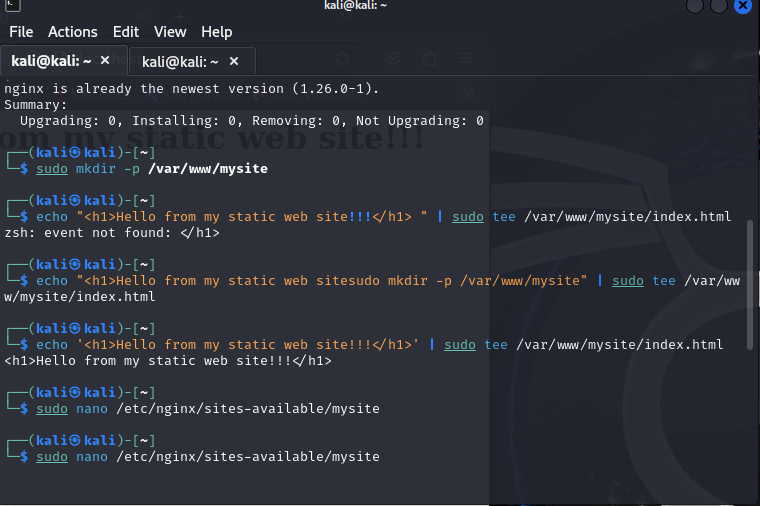 kali@kali: ~
File Actions Edit View Help
kali@kali: ~ × kali@kali: ~ ×
nginx is already the newest version (1.26.0-1).
Summary:
  Upgrading: 0, Installing: 0, Removing: 0, Not Upgrading: 0
om my static web site!!!
┌──(kali㉿kali)-[~]
└─$ sudo mkdir -p /var/www/mysite
┌──(kali㉿kali)-[~]
└─$ echo "<h1>Hello from my static web site!!!</h1> " | sudo tee /var/www/mysite/index.html
zsh: event not found: </h1>
┌──(kali㉿kali)-[~]
└─$ echo "<h1>Hello from my static web sitesudo mkdir -p /var/www/mysite" | sudo tee /var/ww
w/mysite/index.html
┌──(kali㉿kali)-[~]
└─$ echo '<h1>Hello from my static web site!!!</h1>' | sudo tee /var/www/mysite/index.html
<h1>Hello from my static web site!!!</h1>
┌──(kali㉿kali)-[~]
└─$ sudo nano /etc/nginx/sites-available/mysite
┌──(kali㉿kali)-[~]
└─$ sudo nano /etc/nginx/sites-available/mysite